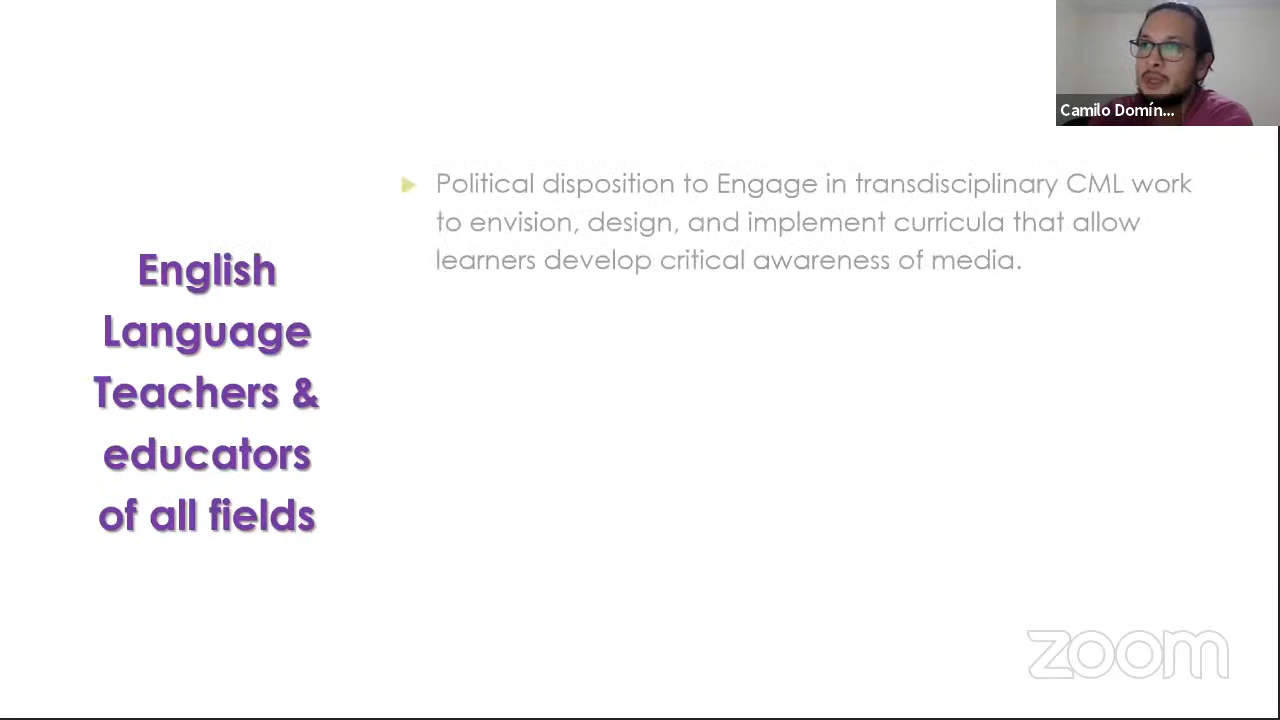 Camilo Domín...
Political disposition to Engage in transdisciplinary CML work
to envision, design, and implement curricula that allow
learners develop critical awareness of media.
English
Language
Teachers &
educators
of all fields
zoom